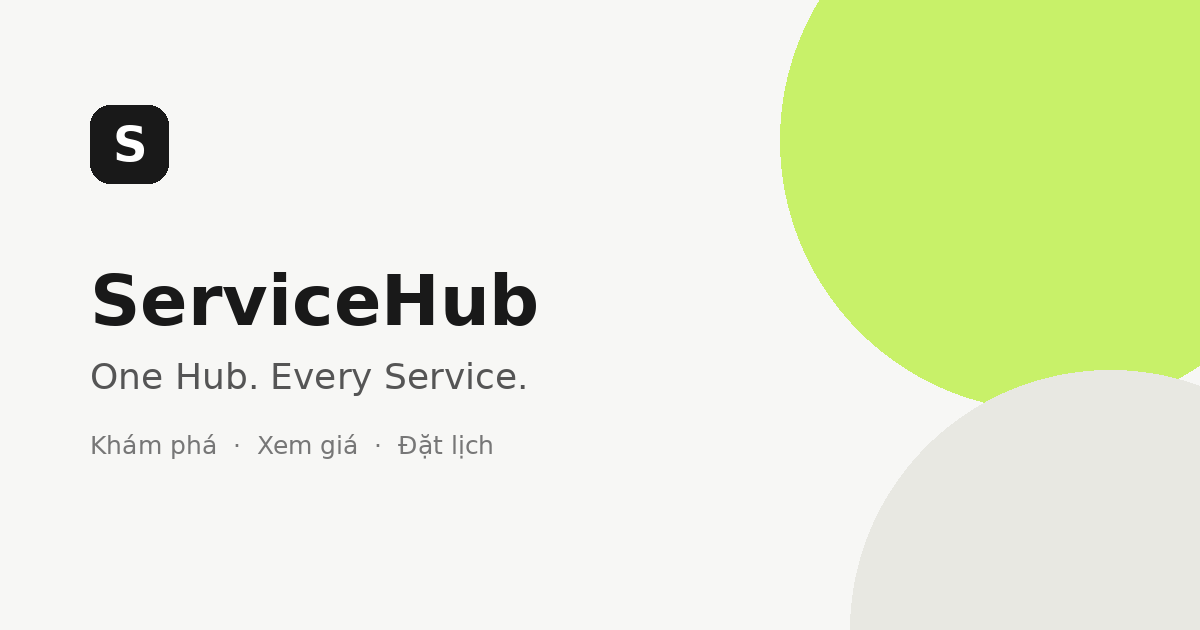 S
ServiceHub
One Hub. Every Service.
Khám phá · Xem giá · Đặt lịch